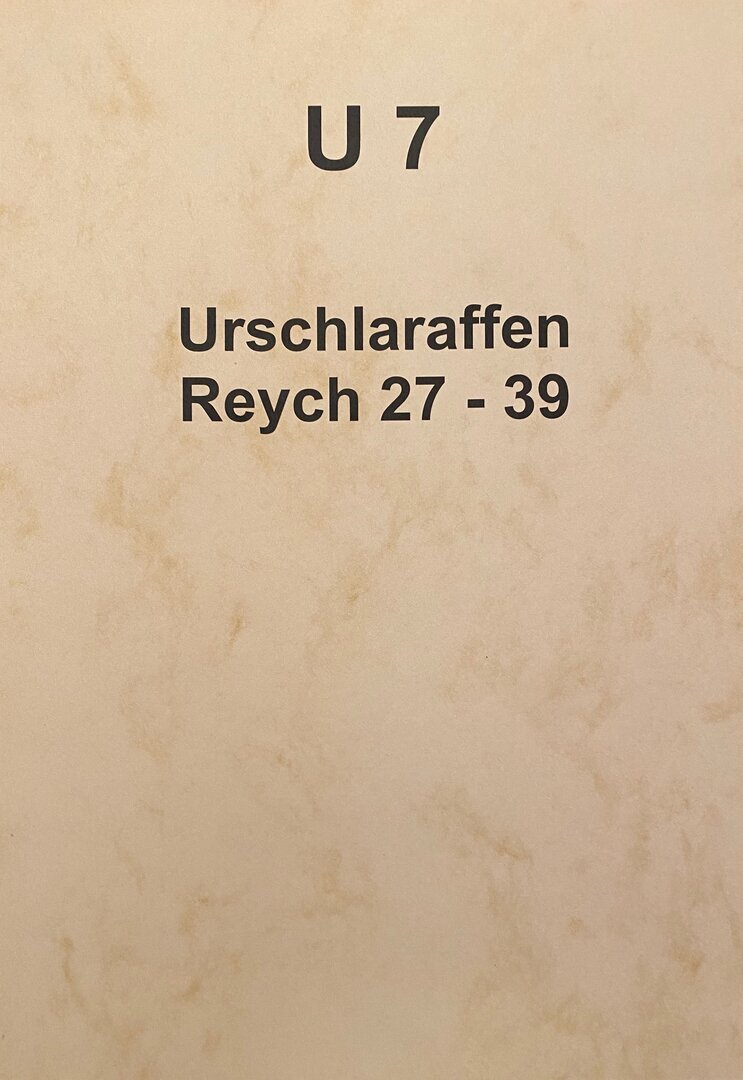 U 7
Urschlaraffen
Reych 27 - 39